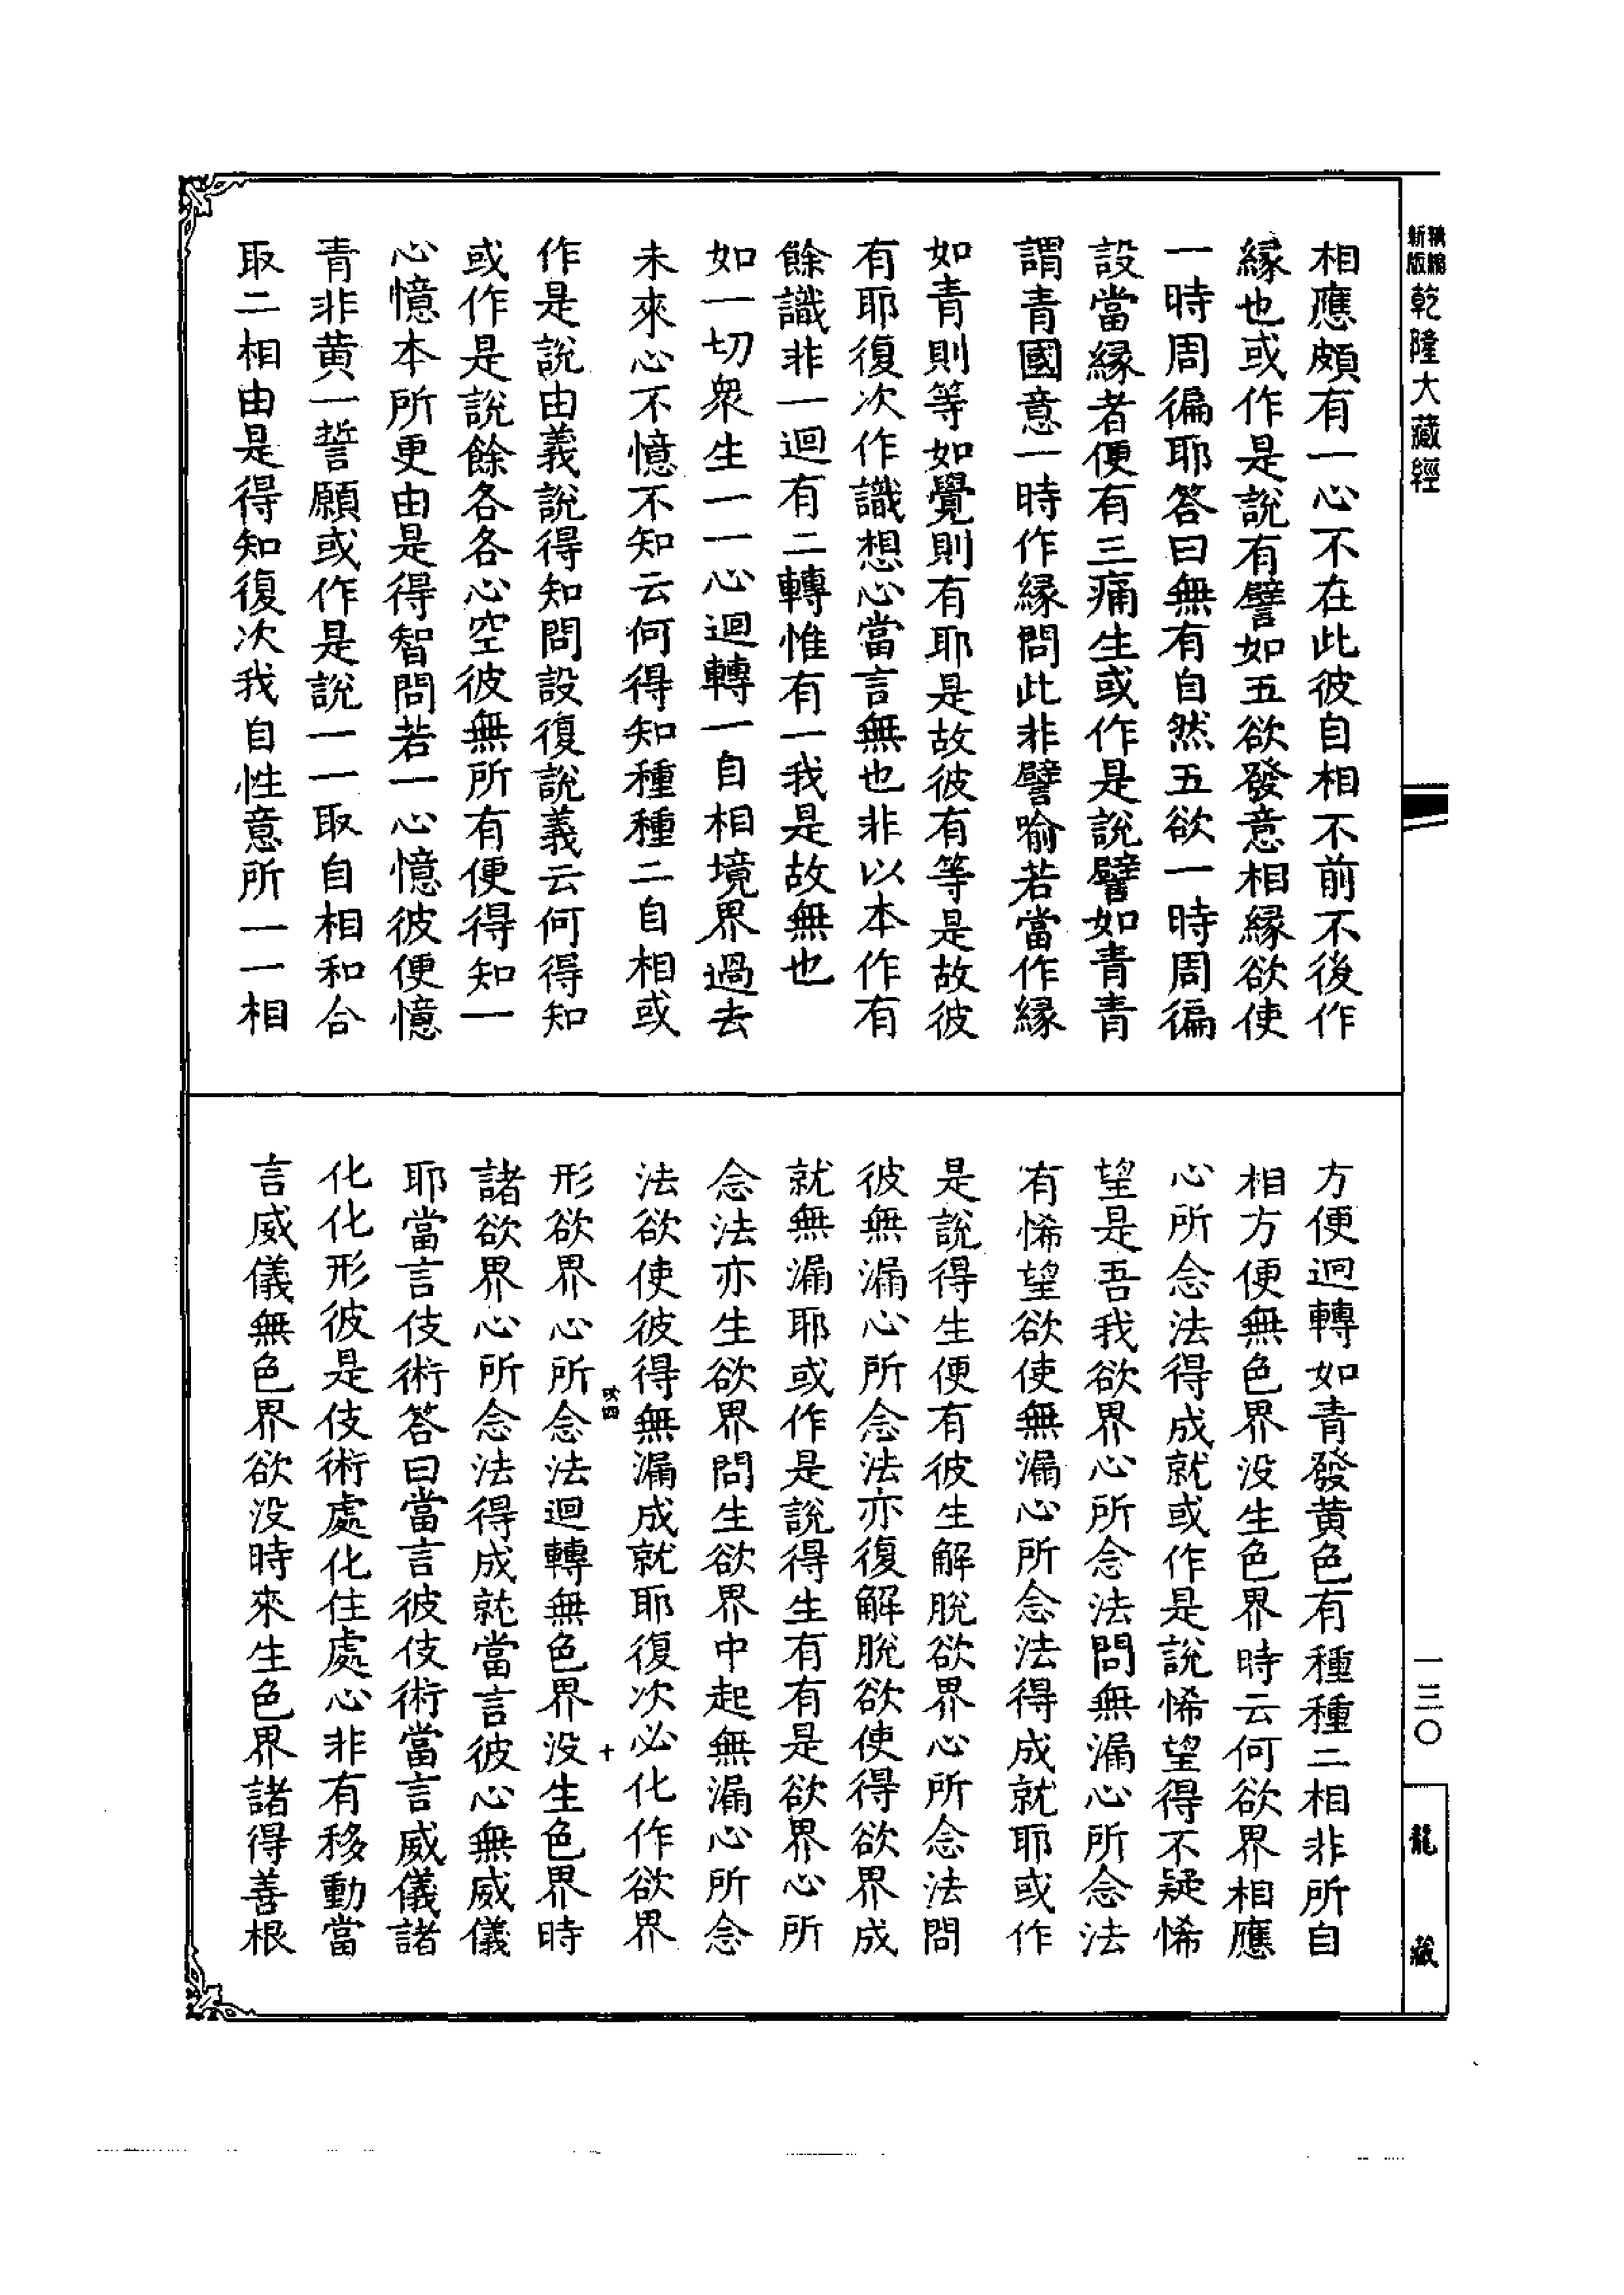 新版精縮乾隆大藏經
相應頗有一心不在此彼自相不前不後作
緣也或作是說有譬如五欲發意相緣欲使
一時周徧耶答曰無有自然五欲一時周徧
設當緣者便有三痛生或作是說譬如青青
謂青國意一時作緣問此非譬喻若當作緣
如青則等如覺則有耶是故彼有等是故彼
有耶復次作識想心當言無也非以本作有
餘識非一迴有二轉惟有一我是故無也
如一切衆生一一心迴轉一自相境界過去
未來心不憶不知云何得知種種二自相或
作是說由義說得知問設復說義云何得知
或作是說餘各各心空彼無所有便得知一
心憶本所更由是得智問若一心憶彼便憶
青非黃一誓願或作是說一一取自相和合
取二相由是得知復次我自性意所一一相
方便迴轉如青發黃色有種種二相非所自
相方便無色界没生色界時云何欲界相應
心所念法得成就或作是說悕望得不疑悕
望是吾我欲界心所念法問無漏心所念法
有悕望欲使無漏心所念法得成就耶或作
是說得生便有彼生解脫欲界心所念法問
彼無漏心所念法亦復解脫欲使得欲界成
就無漏耶或作是說得生有有是欲界心所
念法亦生欲界問生欲界中起無漏心所念
法欲使彼得無漏成就耶復次必化作欲界
形欲界心所念法迴轉無色界没生色界時
諸欲界心所念法得成就當言彼心無威儀
耶當言伎術答曰當言彼伎術當言威儀諸
化化形彼是伎術處化住處心非有移動當
言威儀無色界欲没時來生色界諸得善根
十
一三〇
龍藏